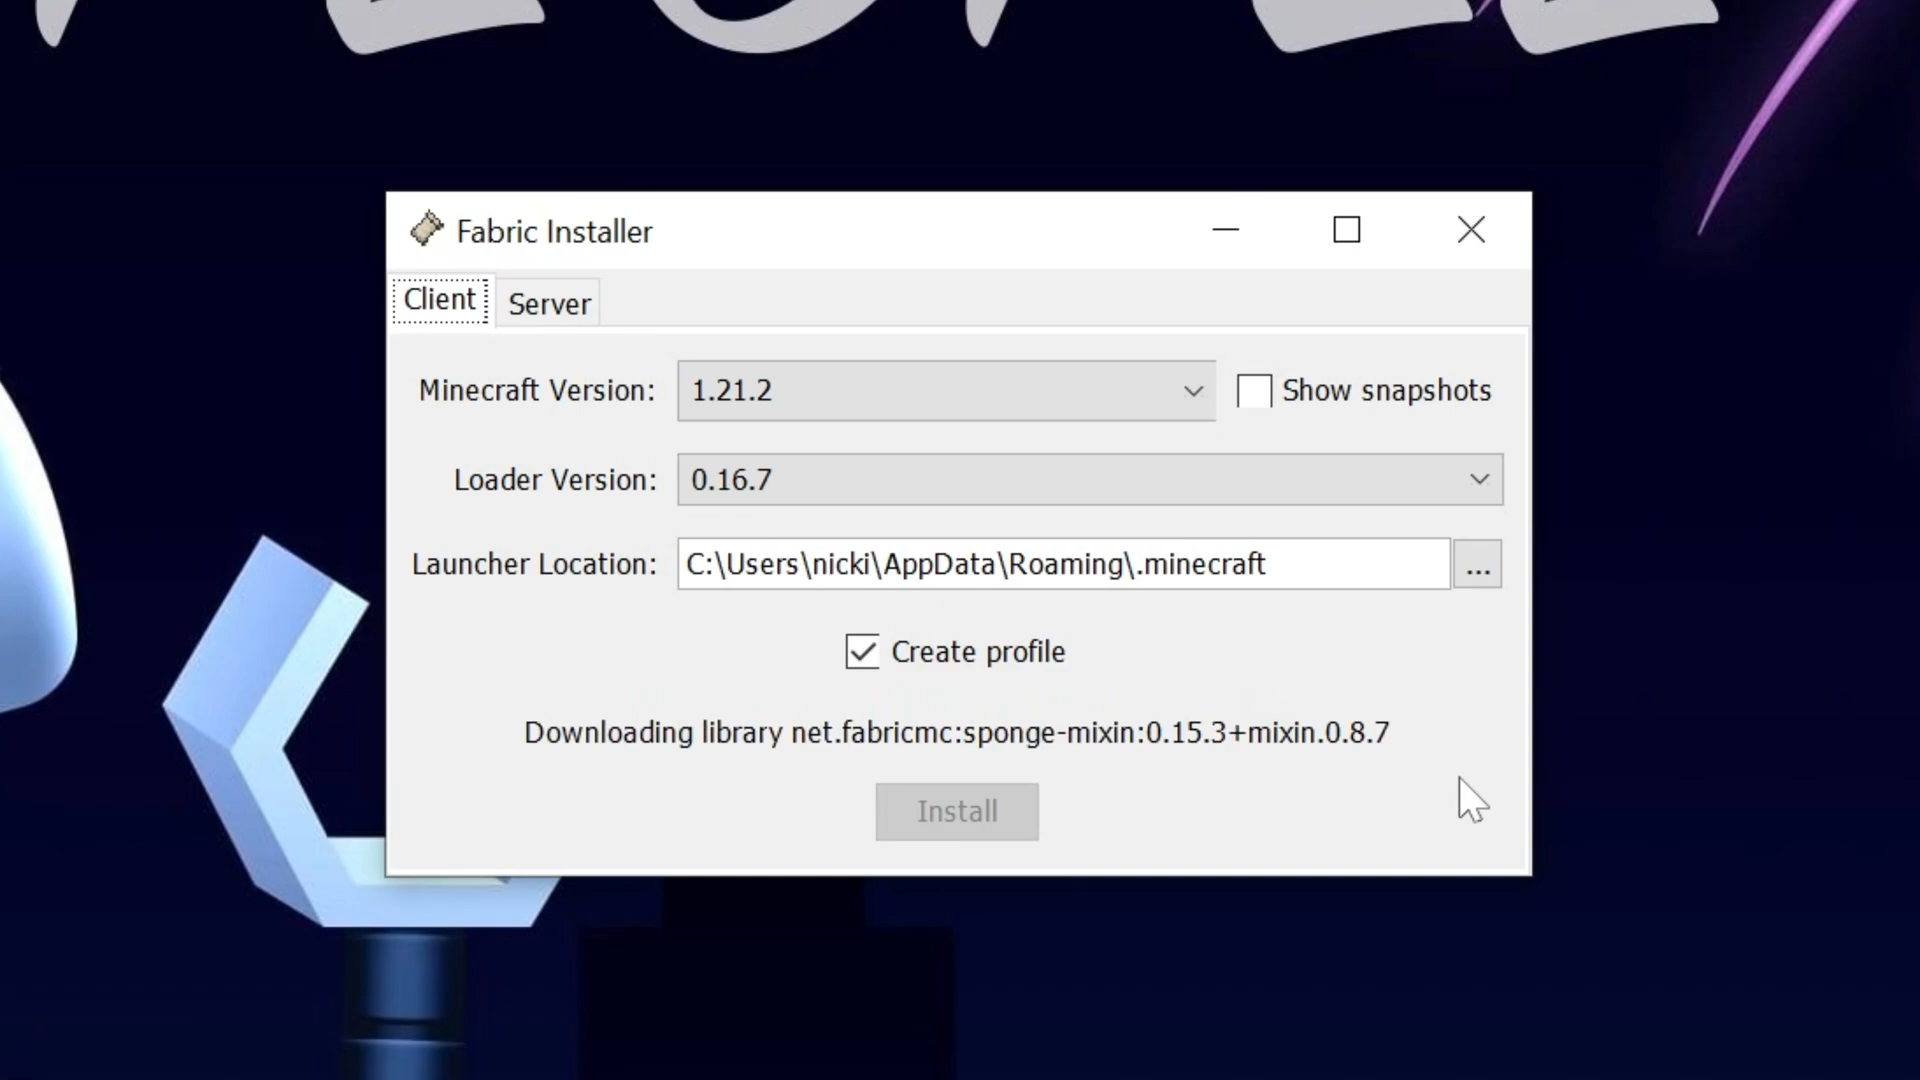 Fabric Installer
Client
Server
Minecraft Version:
1.21.2
Show snapshots
Loader Version:
0.16.7
Launcher Location:
C:\Users\nicki\AppData\Roaming\.minecraft
...
Create profile
Downloading library net.fabricmc:sponge-mixin:0.15.3+mixin.0.8.7
Install